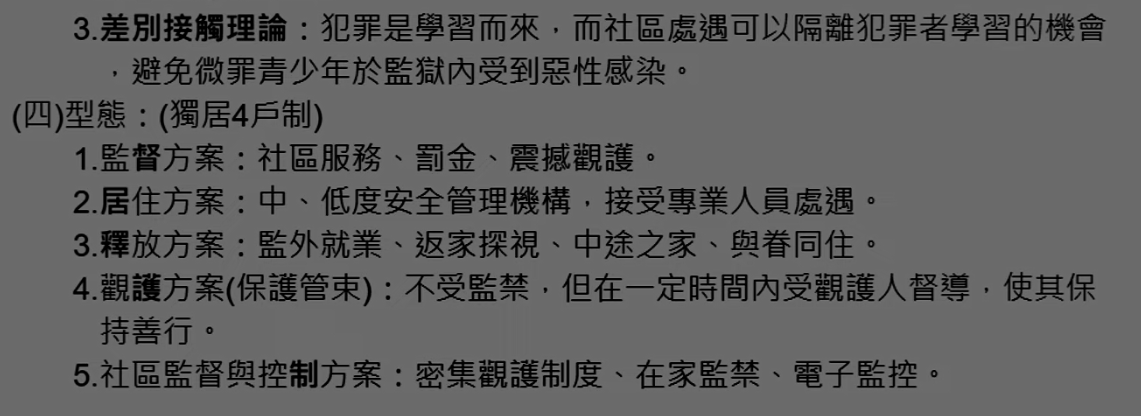 3.差別接觸理論：犯罪是學習而來，而社區處遇可以隔離犯罪者學習的機會
，避免微罪青少年於監獄內受到惡性感染。
(四)型態：(獨居4戶制)
1.監督方案：社區服務、罰金、震撼觀護。
2.居住方案：中、低度安全管理機構，接受專業人員處遇。
3.釋放方案：監外就業、返家探視、中途之家、與眷同住。
4.觀護方案(保護管束)：不受監禁，但在一定時間內受觀護人督導，使其保
持善行。
5.社區監督與控制方案：密集觀護制度、在家監禁、電子監控。